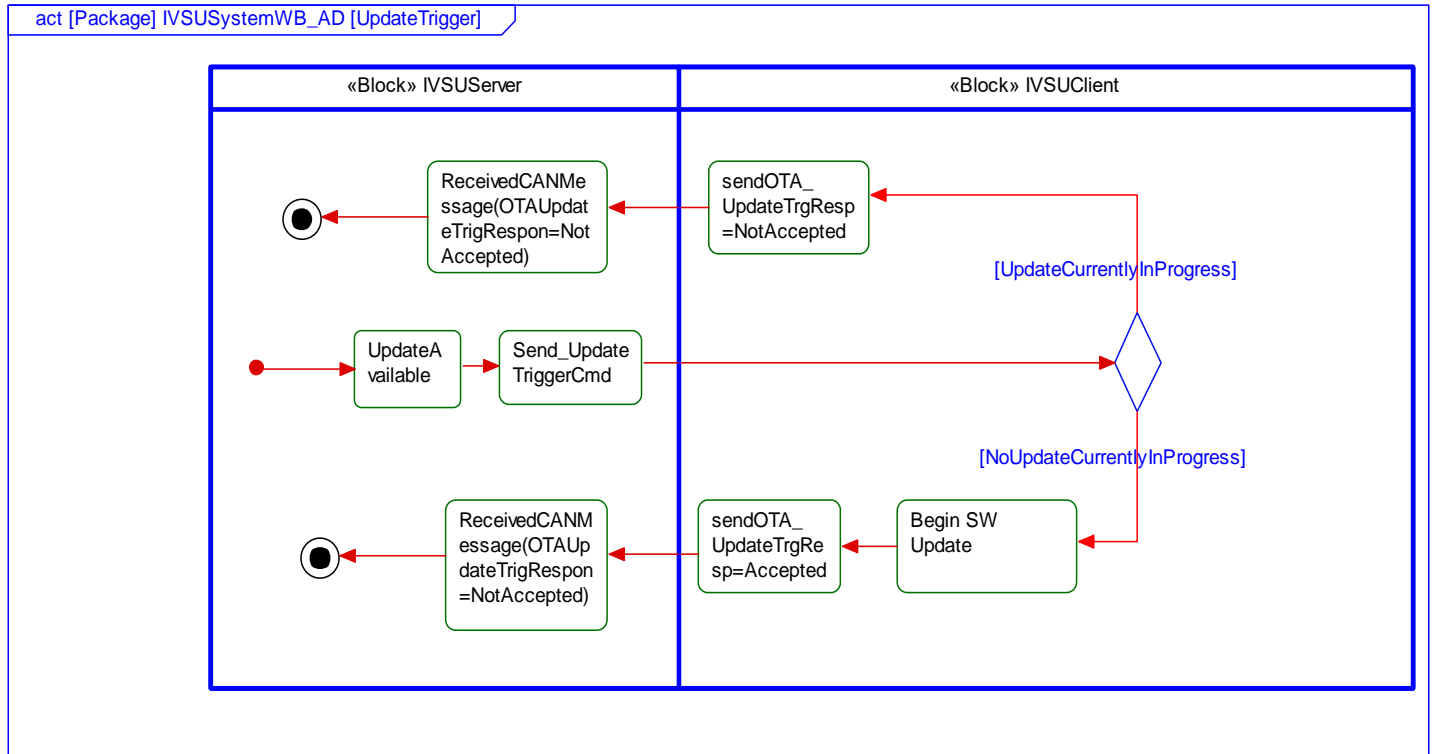 act [Package] IVSUSystemWB_AD [UpdateTrigger]
«Block» IVSUServer
«Block» IVSUClient
ReceivedCANMe
ssage(OTAUpdat
eTrigRespon=Not
Accepted)
sendOTA_
UpdateTrgResp
=NotAccepted
[UpdateCurrentlyInProgress]
UpdateA
vailable
Send_Update
TriggerCmd
[NoUpdateCurrentlyInProgress]
ReceivedCANM
essage(OTAUp
dateTrigRespon
=NotAccepted)
sendOTA_
UpdateTrgRe
sp=Accepted
Begin SW
Update